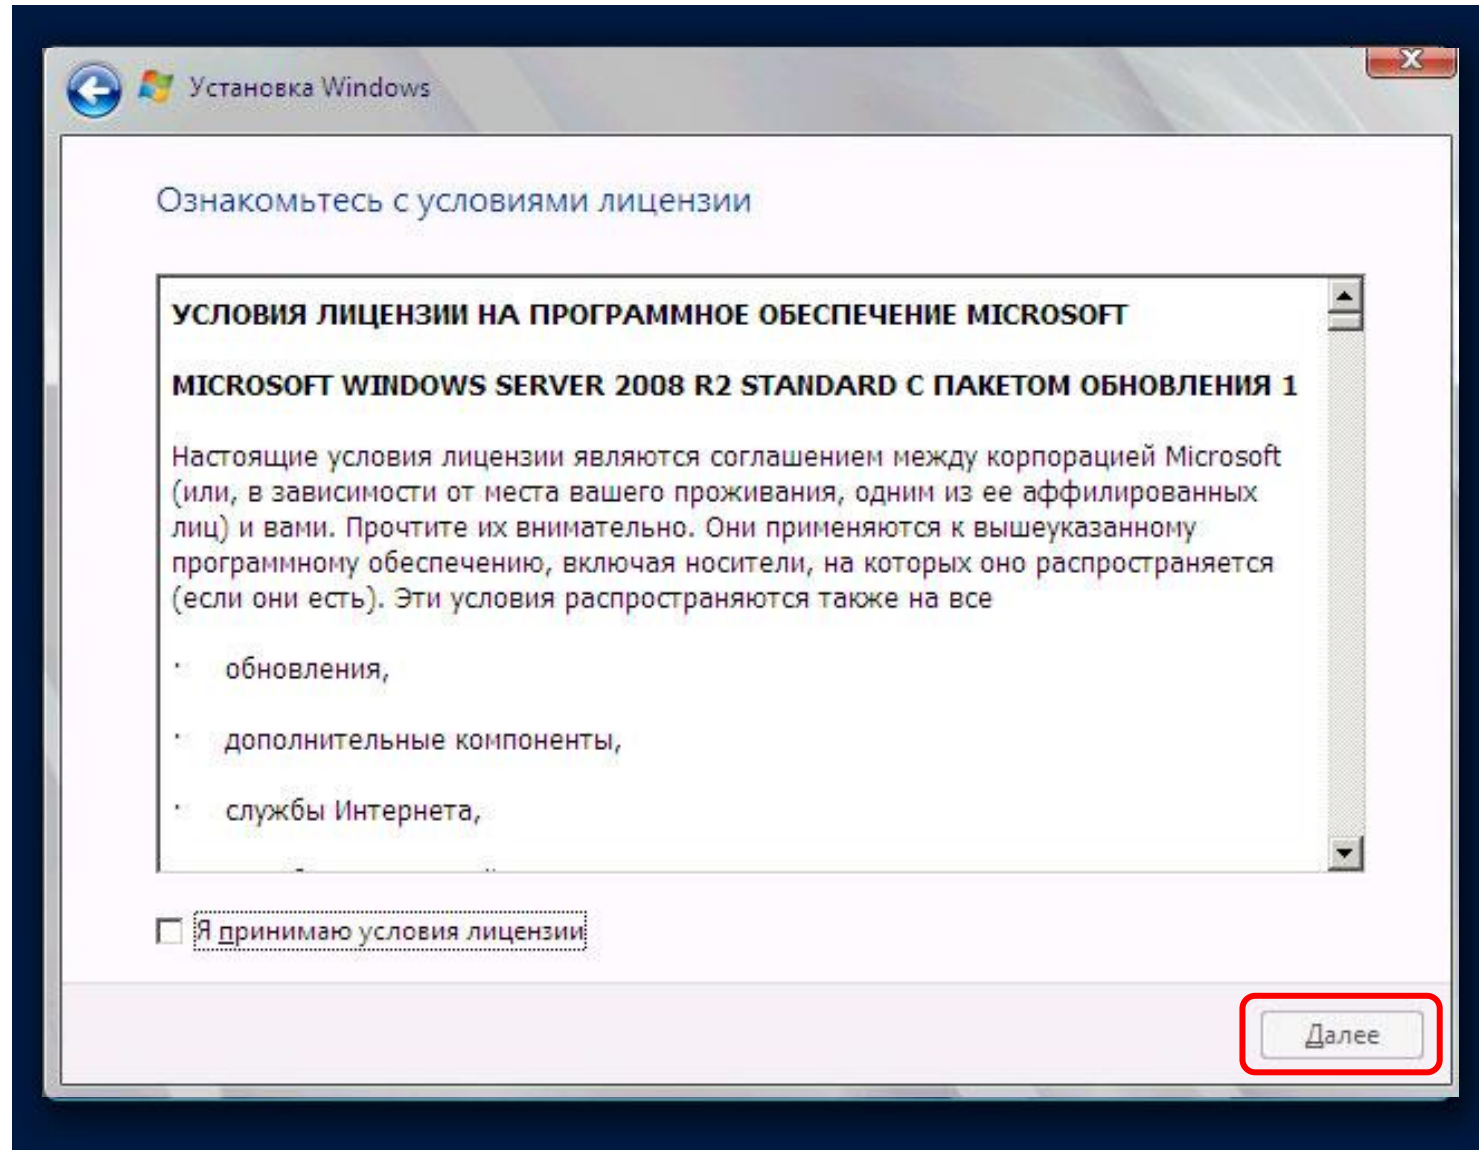 Установка Windows
Ознакомьтесь с условиями лицензии
УСЛОВИЯ ЛИЦЕНЗИИ НА ПРОГРАММНОЕ ОБЕСПЕЧЕНИЕ MICROSOFT
MICROSOFT WINDOWS SERVER 2008 R2 STANDARD С ПАКЕТОМ ОБНОВЛЕНИЯ 1
Настоящие условия лицензии являются соглашением между корпорацией Microsoft
(или, в зависимости от места вашего проживания, одним из ее аффилированных
лиц) и вами. Прочтите их внимательно. Они применяются к вышеуказанному
программному обеспечению, включая носители, на которых оно распространяется
(если они есть). Эти условия распространяются также на все
· обновления,
· дополнительные компоненты,
· службы Интернета,
Я принимаю условия лицензии
Далее